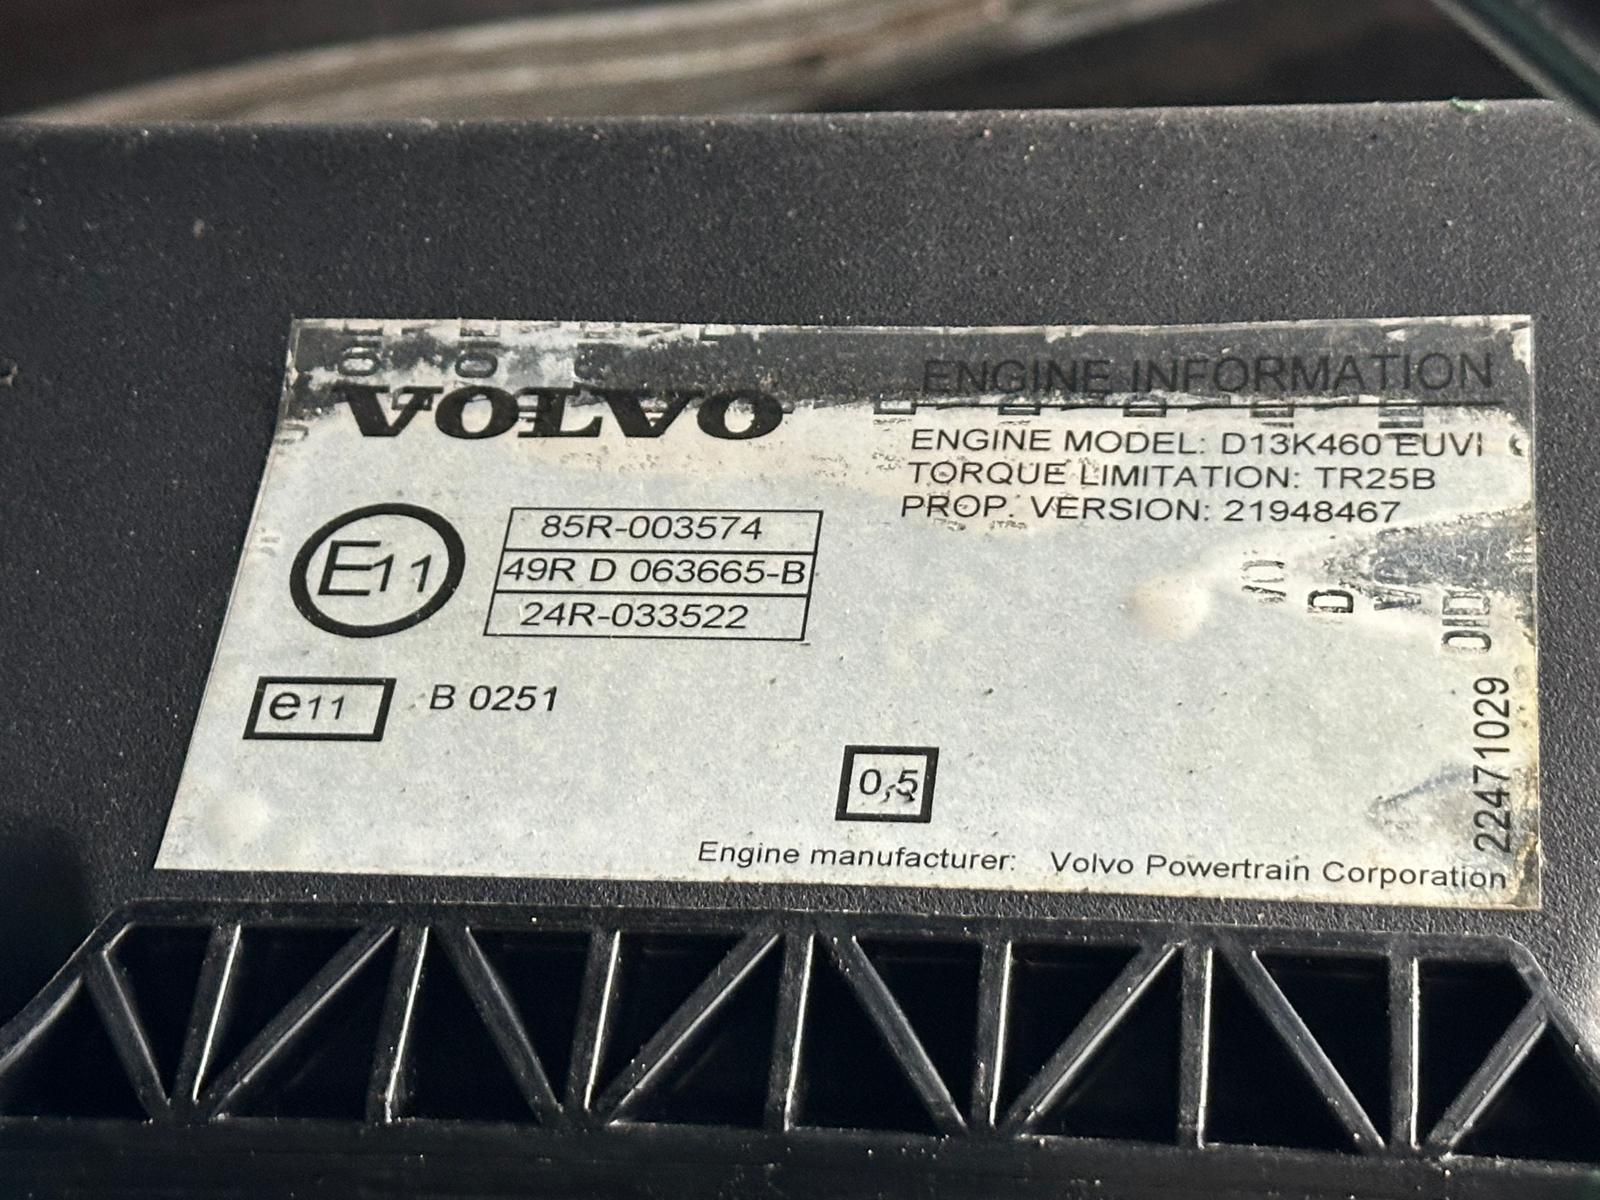 VOLVO
ENGINE INFORMATION
ENGINE MODEL: D13K460 EUVI
TORQUE LIMITATION: TR25B
PROP. VERSION: 21948467
E11
85R-003574
49R D 063665-B
24R-033522
e11 B 0251
0,5
22471029
Engine manufacturer: Volvo Powertrain Corporation